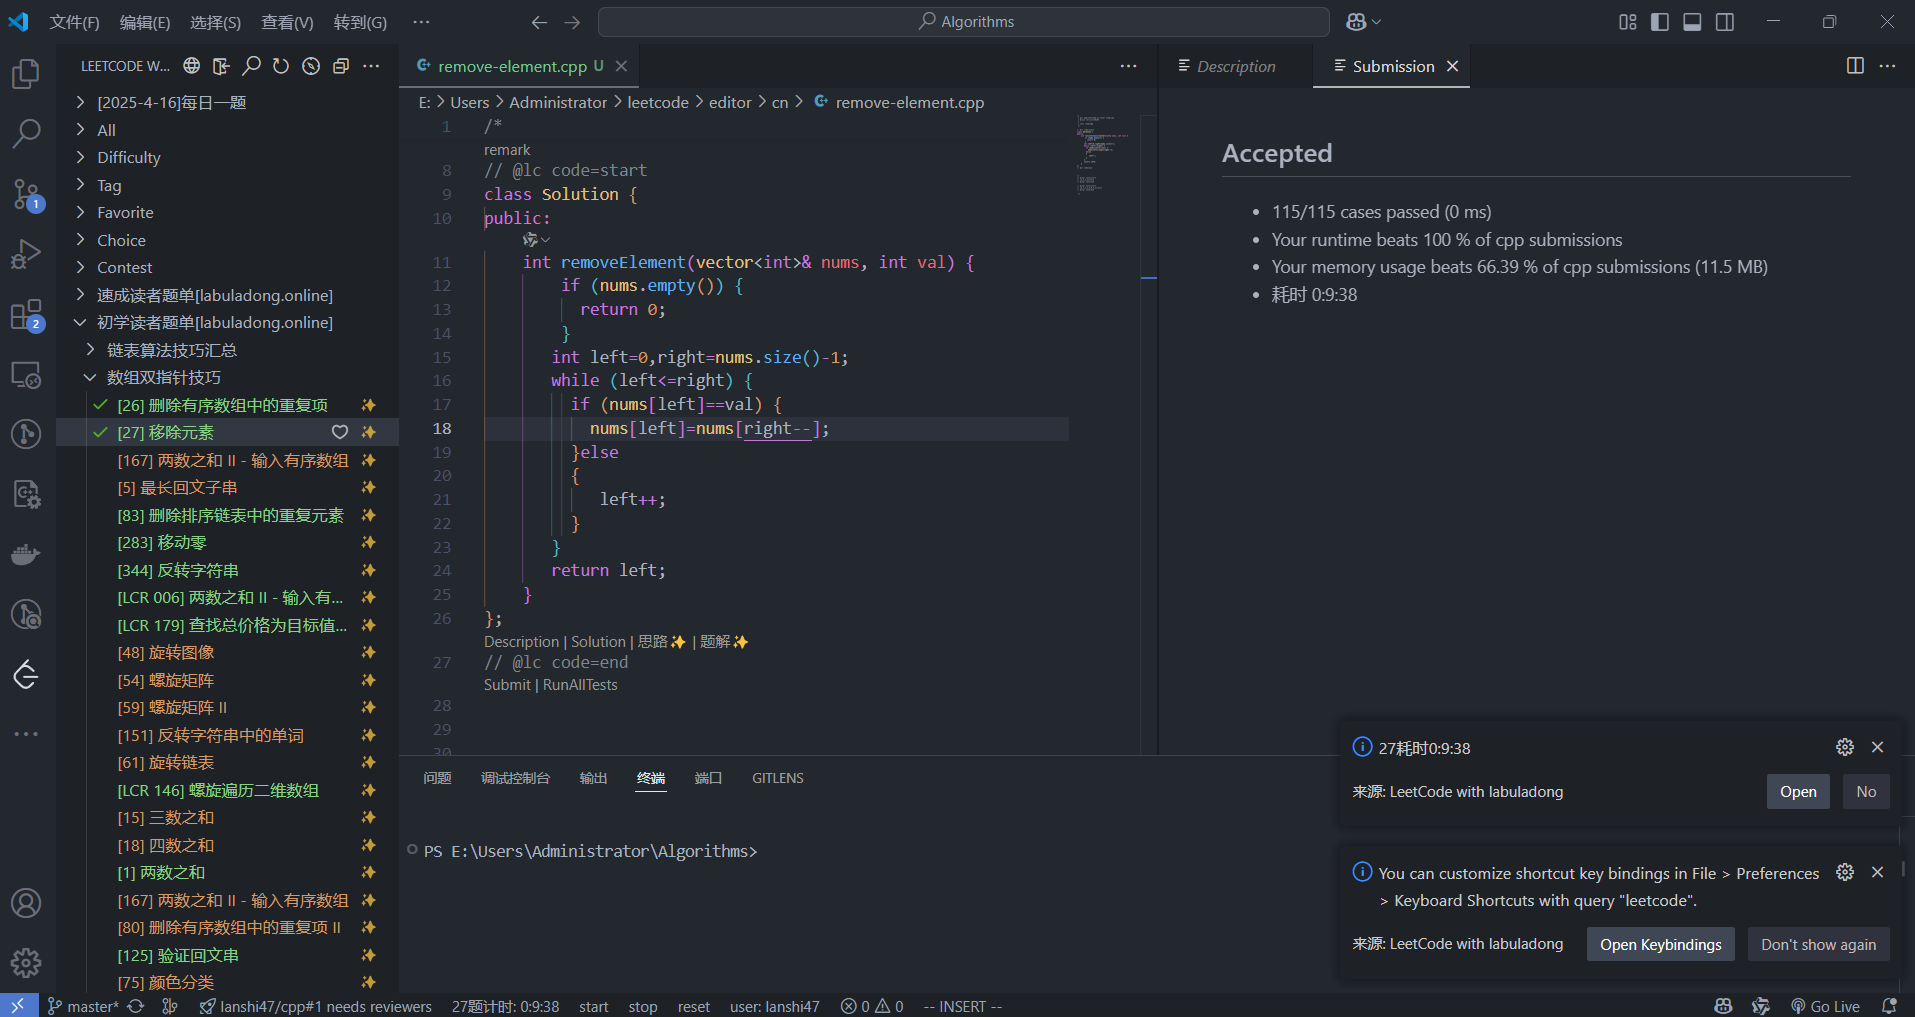 文件(F) 编辑(E) 选择(S) 查看(V) 转到(G) ··· Algorithms
LEETCODE W...
[2025-4-16]每日一题
All
Difficulty
Tag
Favorite
Choice
Contest
速成读者题单[labuladong.online]
初学读者题单[labuladong.online]
链表算法技巧汇总
数组双指针技巧
[26] 删除有序数组中的重复项
[27] 移除元素
[167] 两数之和 II - 输入有序数组
[5] 最长回文子串
[83] 删除排序链表中的重复元素
[283] 移动零
[344] 反转字符串
[LCR 006] 两数之和 II - 输入有...
[LCR 179] 查找总价格为目标值...
[48] 旋转图像
[54] 螺旋矩阵
[59] 螺旋矩阵 II
[151] 反转字符串中的单词
[61] 旋转链表
[LCR 146] 螺旋遍历二维数组
[15] 三数之和
[18] 四数之和
[1] 两数之和
[167] 两数之和 II - 输入有序数组
[80] 删除有序数组中的重复项 II
[125] 验证回文串
[75] 颜色分类
1
2
remove-element.cpp U
E: > Users > Administrator > leetcode > editor > cn > remove-element.cpp
1 /*
remark
8 // @lc code=start
9 class Solution {
10 public:
11 int removeElement(vector<int>& nums, int val) {
12 if (nums.empty()) {
13 return 0;
14 }
15 int left=0,right=nums.size()-1;
16 while (left<=right) {
17 if (nums[left]==val) {
18 nums[left]=nums[right--];
19 }else
20 {
21 left++;
22 }
23 }
24 return left;
25 }
26 };
Description | Solution | 思路✨ | 题解✨
27 // @lc code=end
Submit | RunAllTests
28
29
30
Description Submission
Accepted
• 115/115 cases passed (0 ms)
• Your runtime beats 100 % of cpp submissions
• Your memory usage beats 66.39 % of cpp submissions (11.5 MB)
• 耗时 0:9:38
问题 调试控制台 输出 终端 端口 GITLENS
PS E:\Users\Administrator\Algorithms>
27耗时0:9:38
来源: LeetCode with labuladong Open No
You can customize shortcut key bindings in File > Preferences
> Keyboard Shortcuts with query "leetcode".
来源: LeetCode with labuladong Open Keybindings Don't show again
master* lanshi47/cpp#1 needs reviewers 27题计时: 0:9:38 start stop reset user: lanshi47 0 0 -- INSERT -- Go Live